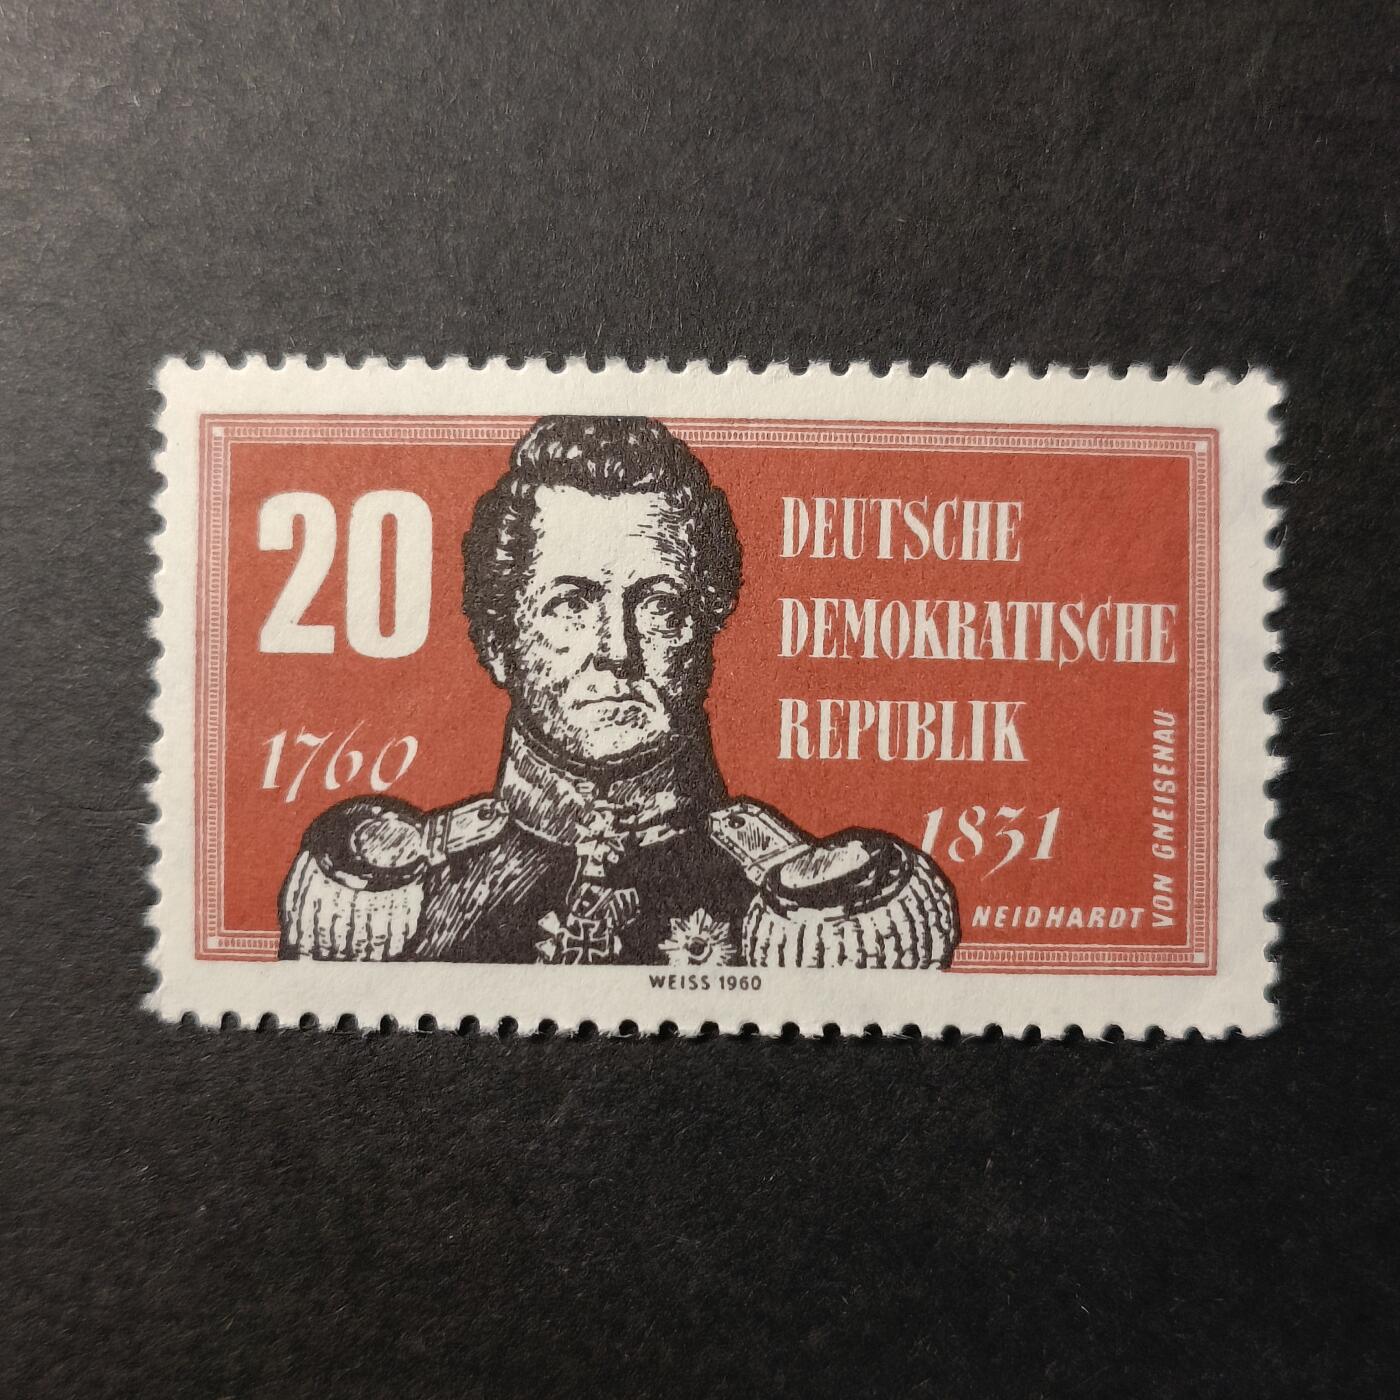 20
1760
DEUTSCHE
DEMOKRATISCHE
REPUBLIK
1831
NEIDHARDT
VON GNEISENAU
WEISS 1960